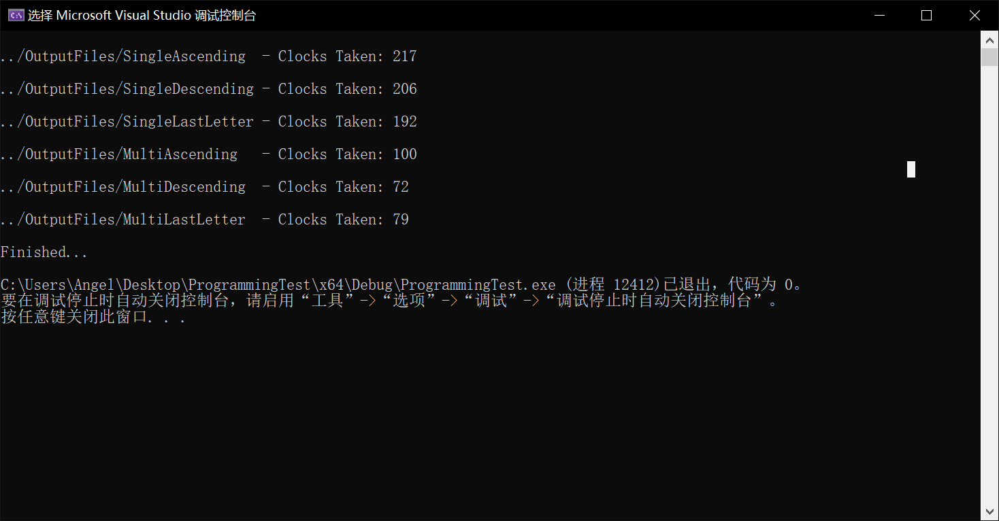 选择 Microsoft Visual Studio 调试控制台
../OutputFiles/SingleAscending  - Clocks Taken: 217
../OutputFiles/SingleDescending - Clocks Taken: 206
../OutputFiles/SingleLastLetter - Clocks Taken: 192
../OutputFiles/MultiAscending   - Clocks Taken: 100
../OutputFiles/MultiDescending  - Clocks Taken: 72
../OutputFiles/MultiLastLetter  - Clocks Taken: 79
Finished...
C:\Users\Angel\Desktop\ProgrammingTest\x64\Debug\ProgrammingTest.exe (进程 12412)已退出，代码为 0。
要在调试停止时自动关闭控制台，请启用“工具”->“选项”->“调试”->“调试停止时自动关闭控制台”。
按任意键关闭此窗口. . .